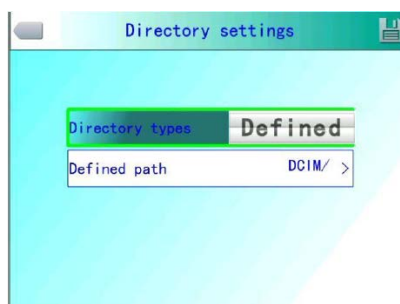 Directory settings
Directory types Defined
Defined path DCIM/ >